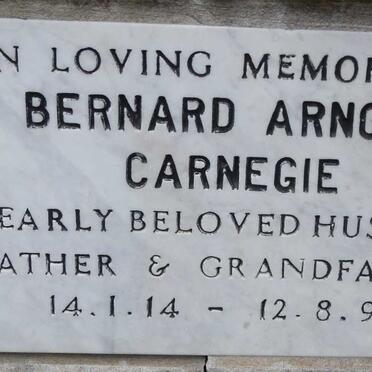 N LOVING MEMOR
BERNARD ARNO
CARNEGIE
EARLY BELOVED HUS
ATHER & GRANDFA
14.1.14 - 12.8.9